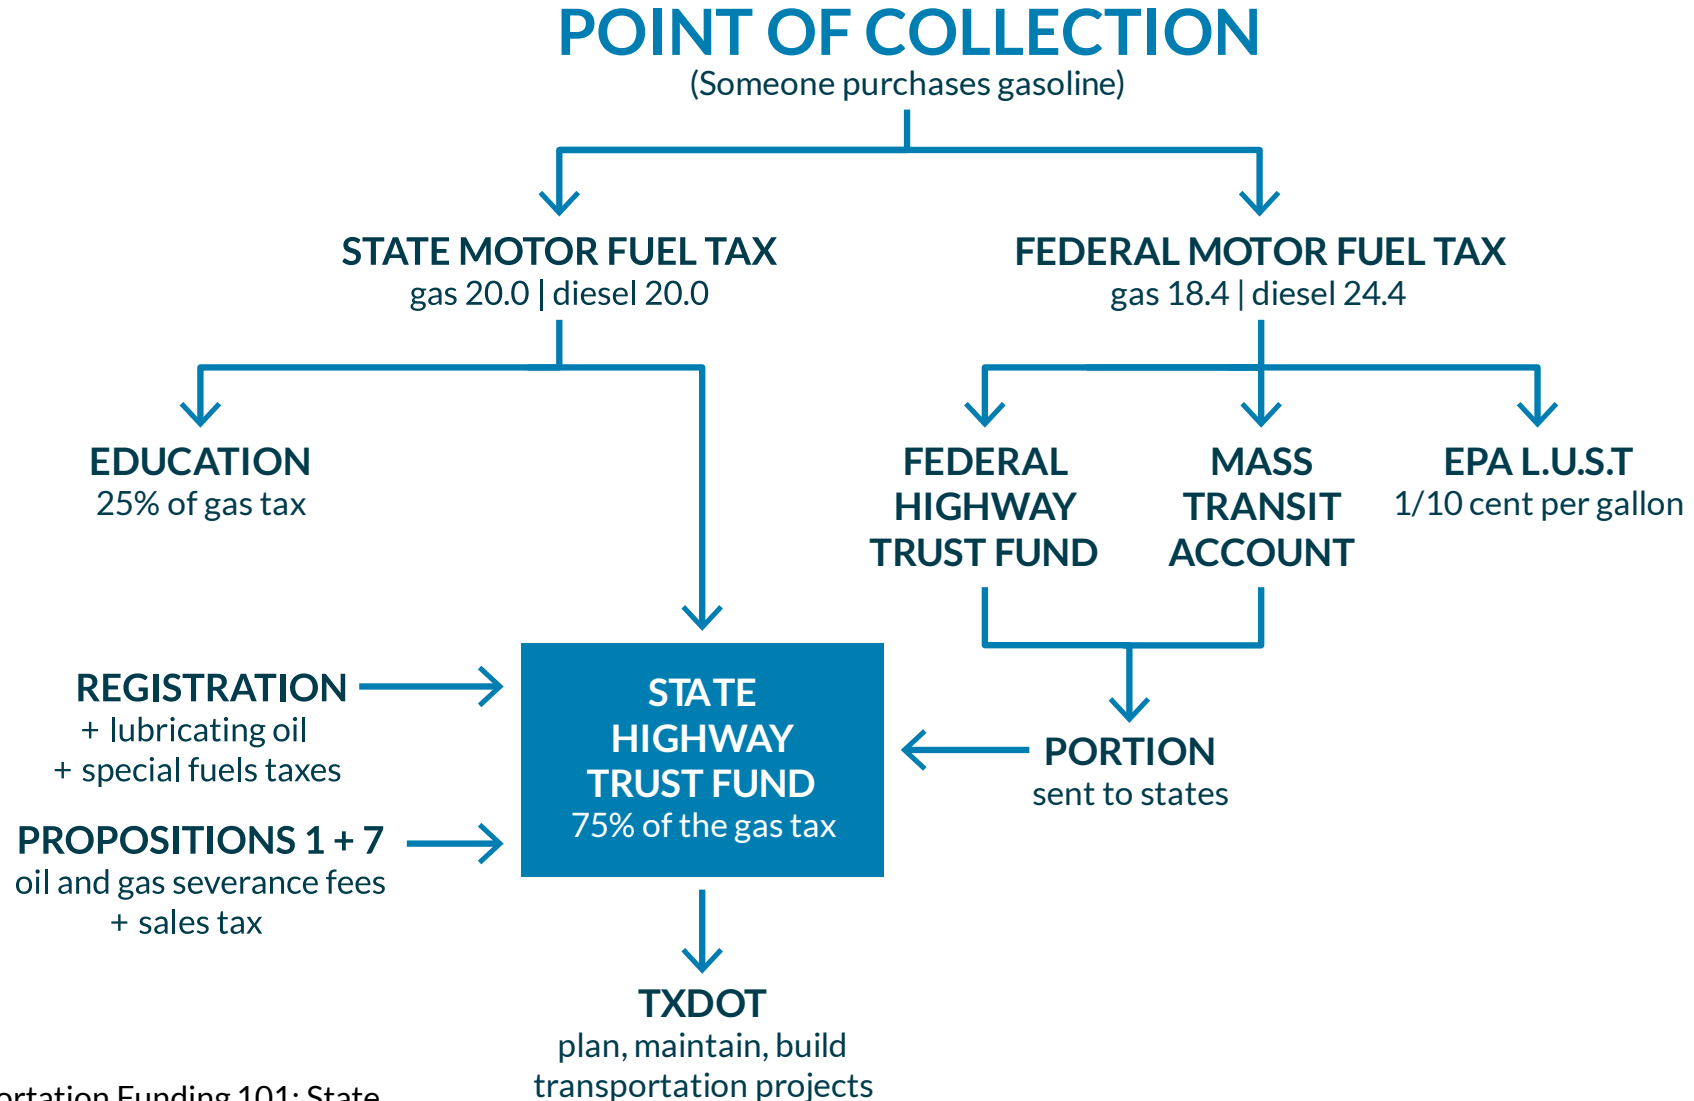 POINT OF COLLECTION
(Someone purchases gasoline)
STATE MOTOR FUEL TAX
gas 20.0 | diesel 20.0
FEDERAL MOTOR FUEL TAX
gas 18.4 | diesel 24.4
EDUCATION
25% of gas tax
FEDERAL
HIGHWAY
TRUST FUND
MASS
TRANSIT
ACCOUNT
EPA L.U.S.T
1/10 cent per gallon
REGISTRATION
+ lubricating oil
+ special fuels taxes
STATE
HIGHWAY
TRUST FUND
75% of the gas tax
PORTION
sent to states
PROPOSITIONS 1 + 7
oil and gas severance fees
+ sales tax
TXDOT
plan, maintain, build
transportation projects
Funding 101: State